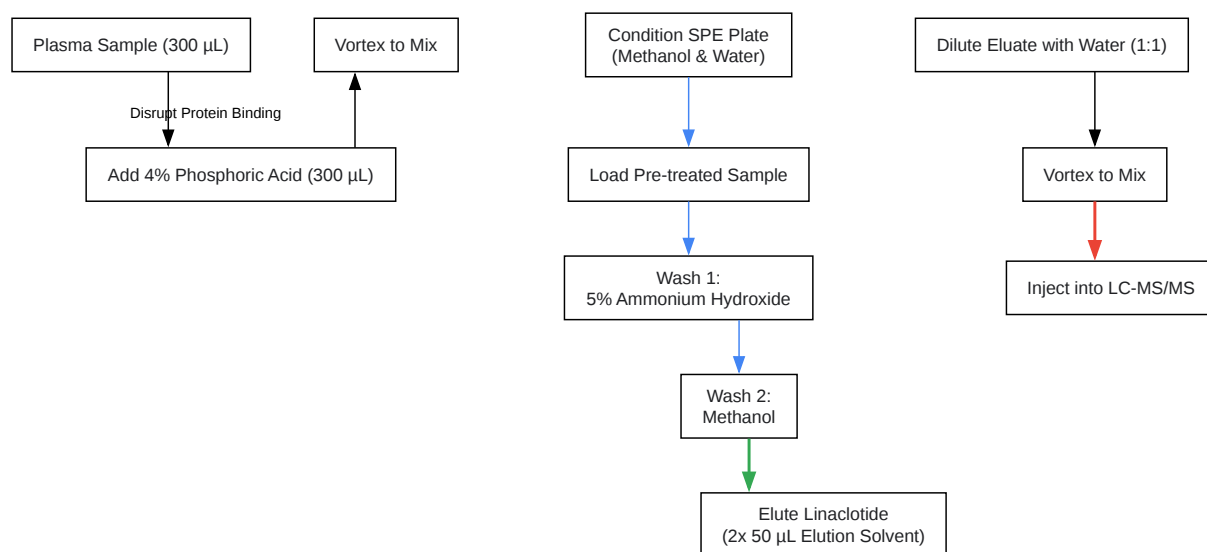 Plasma Sample (300 µL)
Disrupt Protein Binding
Add 4% Phosphoric Acid (300 µL)
Vortex to Mix
Condition SPE Plate
(Methanol & Water)
Load Pre-treated Sample
Wash 1:
5% Ammonium Hydroxide
Wash 2:
Methanol
Elute Linaclotide
(2x 50 µL Elution Solvent)
Dilute Eluate with Water (1:1)
Vortex to Mix
Inject into LC-MS/MS